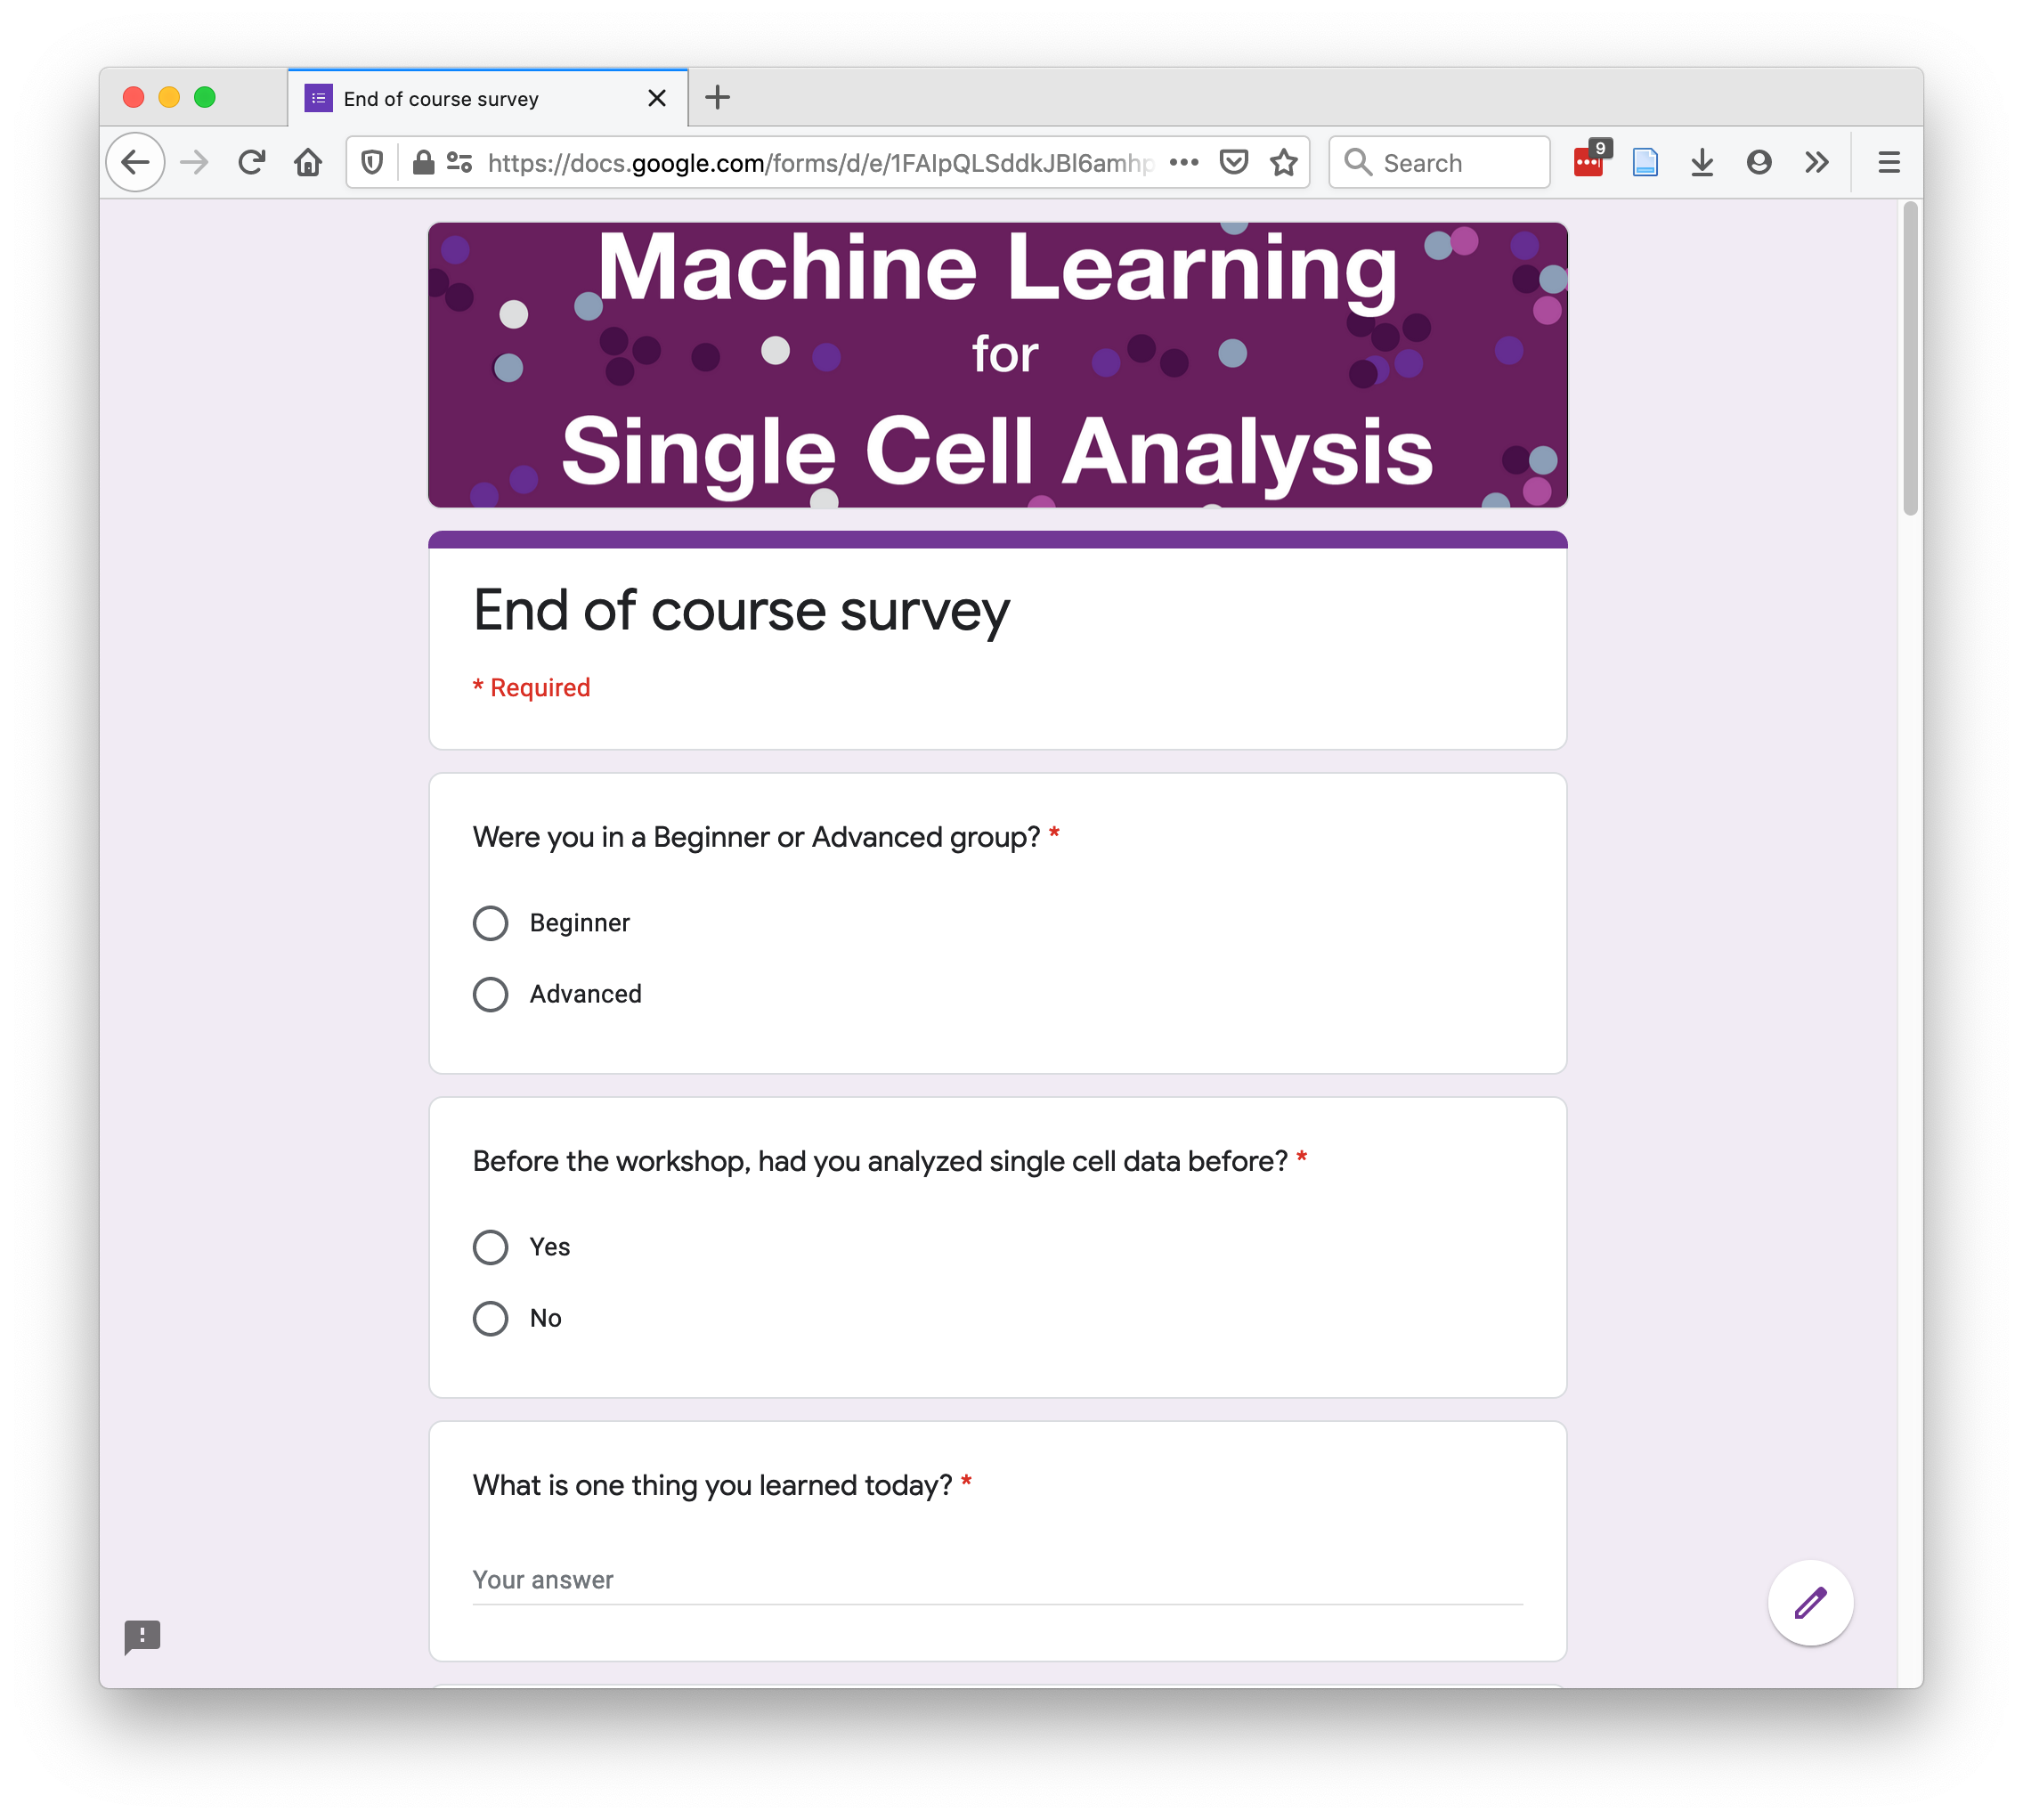 End of course survey
https://docs.google.com/forms/d/e/1FAIpQLSddkJBl6amhp
Search
9
Machine Learning
for
Single Cell Analysis
End of course survey
* Required
Were you in a Beginner or Advanced group? *
Beginner
Advanced
Before the workshop, had you analyzed single cell data before? *
Yes
No
What is one thing you learned today? *
Your answer